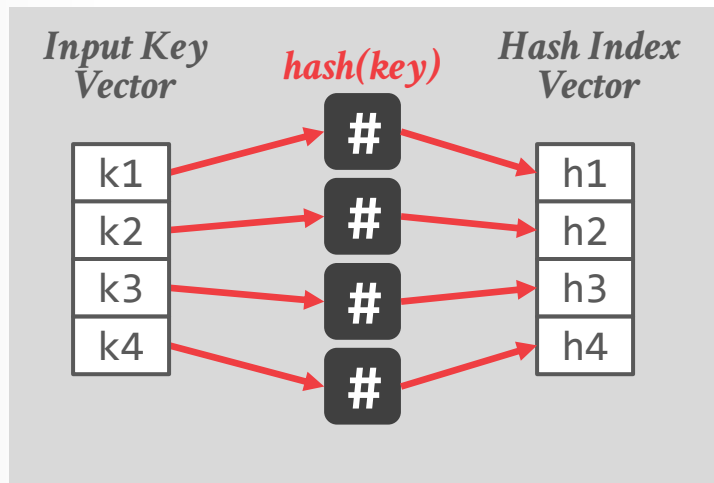 Input Key
Vector
hash(key)
Hash Index
Vector
k1
#
h1
k2
#
h2
k3
#
h3
k4
#
h4